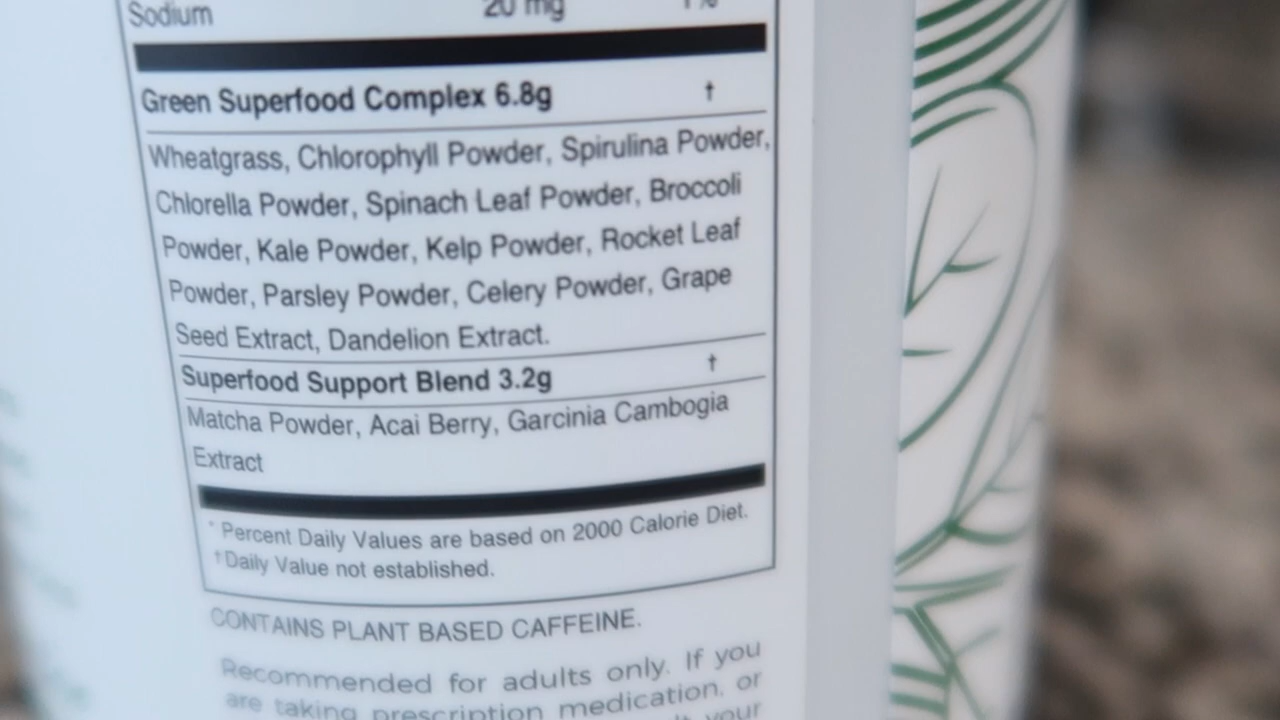 Sodium 20 mg 1%
Green Superfood Complex 6.8g †
Wheatgrass, Chlorophyll Powder, Spirulina Powder,
Chlorella Powder, Spinach Leaf Powder, Broccoli
Powder, Kale Powder, Kelp Powder, Rocket Leaf
Powder, Parsley Powder, Celery Powder, Grape
Seed Extract, Dandelion Extract.
Superfood Support Blend 3.2g †
Matcha Powder, Acai Berry, Garcinia Cambogia
Extract
* Percent Daily Values are based on 2000 Calorie Diet.
† Daily Value not established.
CONTAINS PLANT BASED CAFFEINE.
Recommended for adults only. If you
are taking prescription medication, or
your